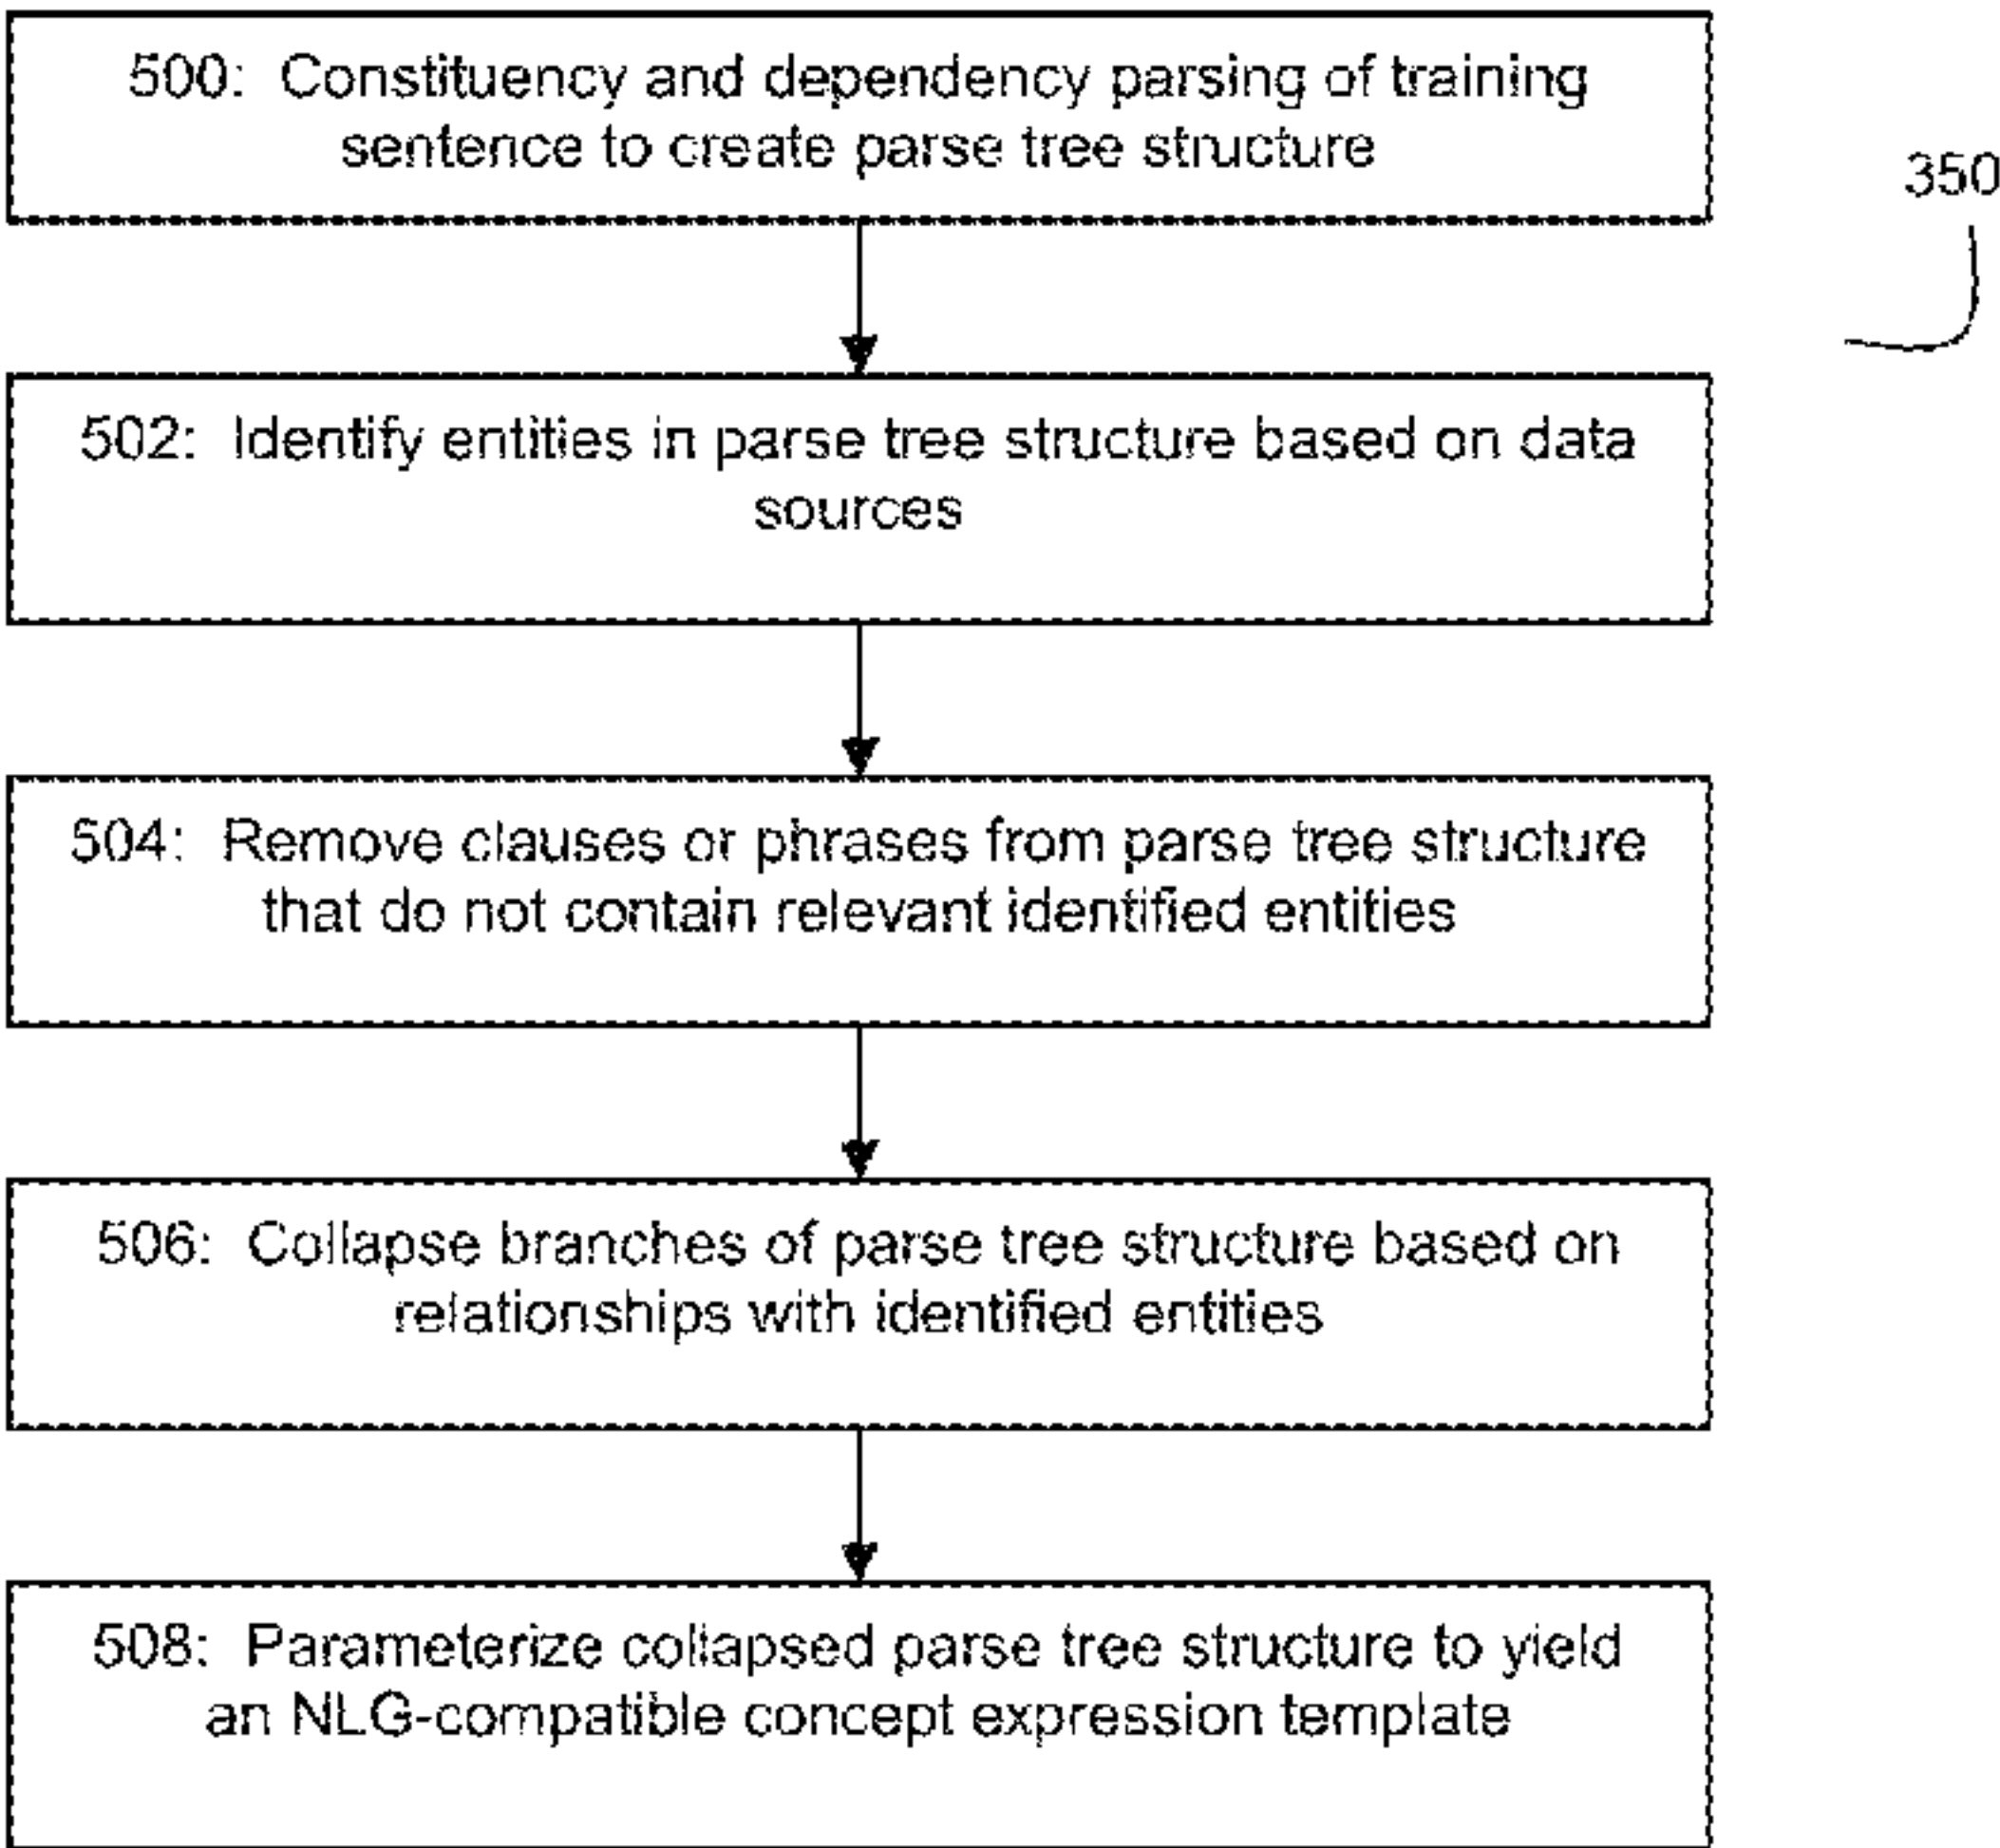 500: Constituency and dependency parsing of training
sentence to create parse tree structure
350
502: Identify entities in parse tree structure based on data
sources
504: Remove clauses or phrases from parse tree structure
that do not contain relevant identified entities
506: Collapse branches of parse tree structure based on
relationships with identified entities
508: Parameterize collapsed parse tree structure to yield
an NLG-compatible concept expression template